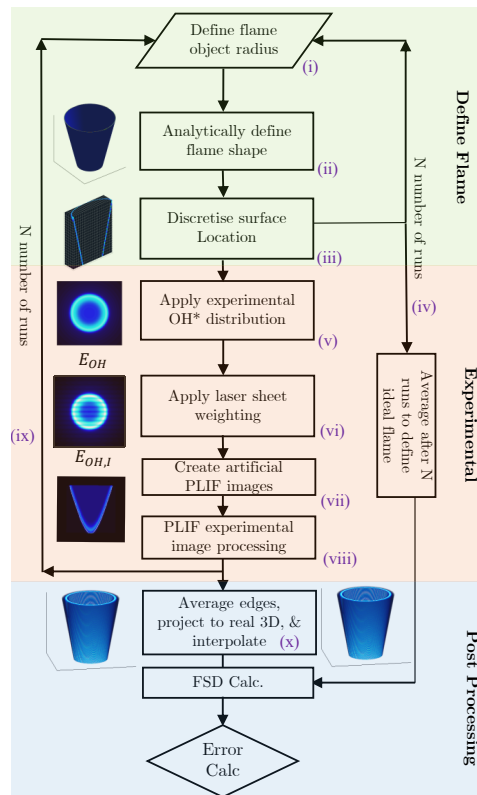 Define flame
object radius
(i)
Analytically define
flame shape
(ii)
Discretise surface
Location
(iii)
Define Flame
N number of runs
N number of runs
(iv)
Apply experimental
OH* distribution
(v)
E_OH
Apply laser sheet
weighting
(vi)
(ix)
E_OH,I
Average after N
runs to define
ideal flame
Experimental
Create artificial
PLIF images
(vii)
PLIF experimental
image processing
(viii)
Average edges,
project to real 3D, &
interpolate (x)
FSD Calc.
Post Processing
Error
Calc